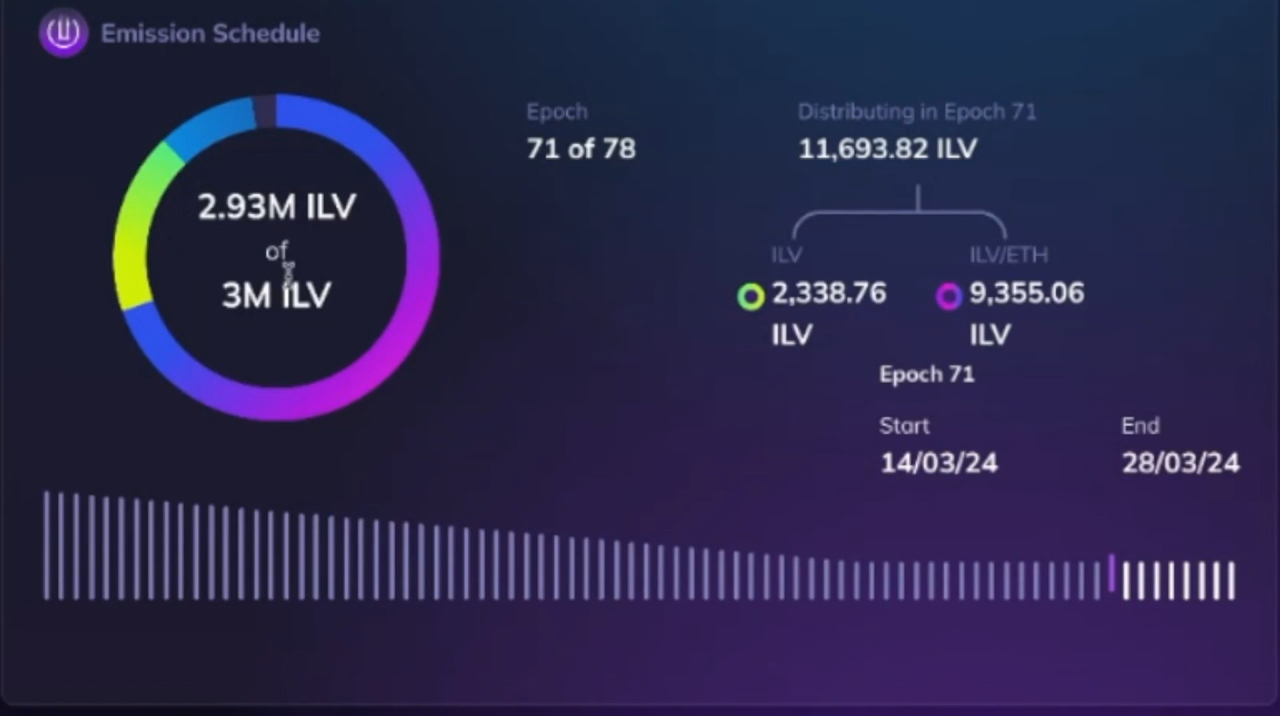 Emission Schedule
2.93M ILV
of
3M ILV
Epoch
71 of 78
Distributing in Epoch 71
11,693.82 ILV
ILV
2,338.76
ILV
ILV/ETH
9,355.06
ILV
Epoch 71
Start
14/03/24
End
28/03/24